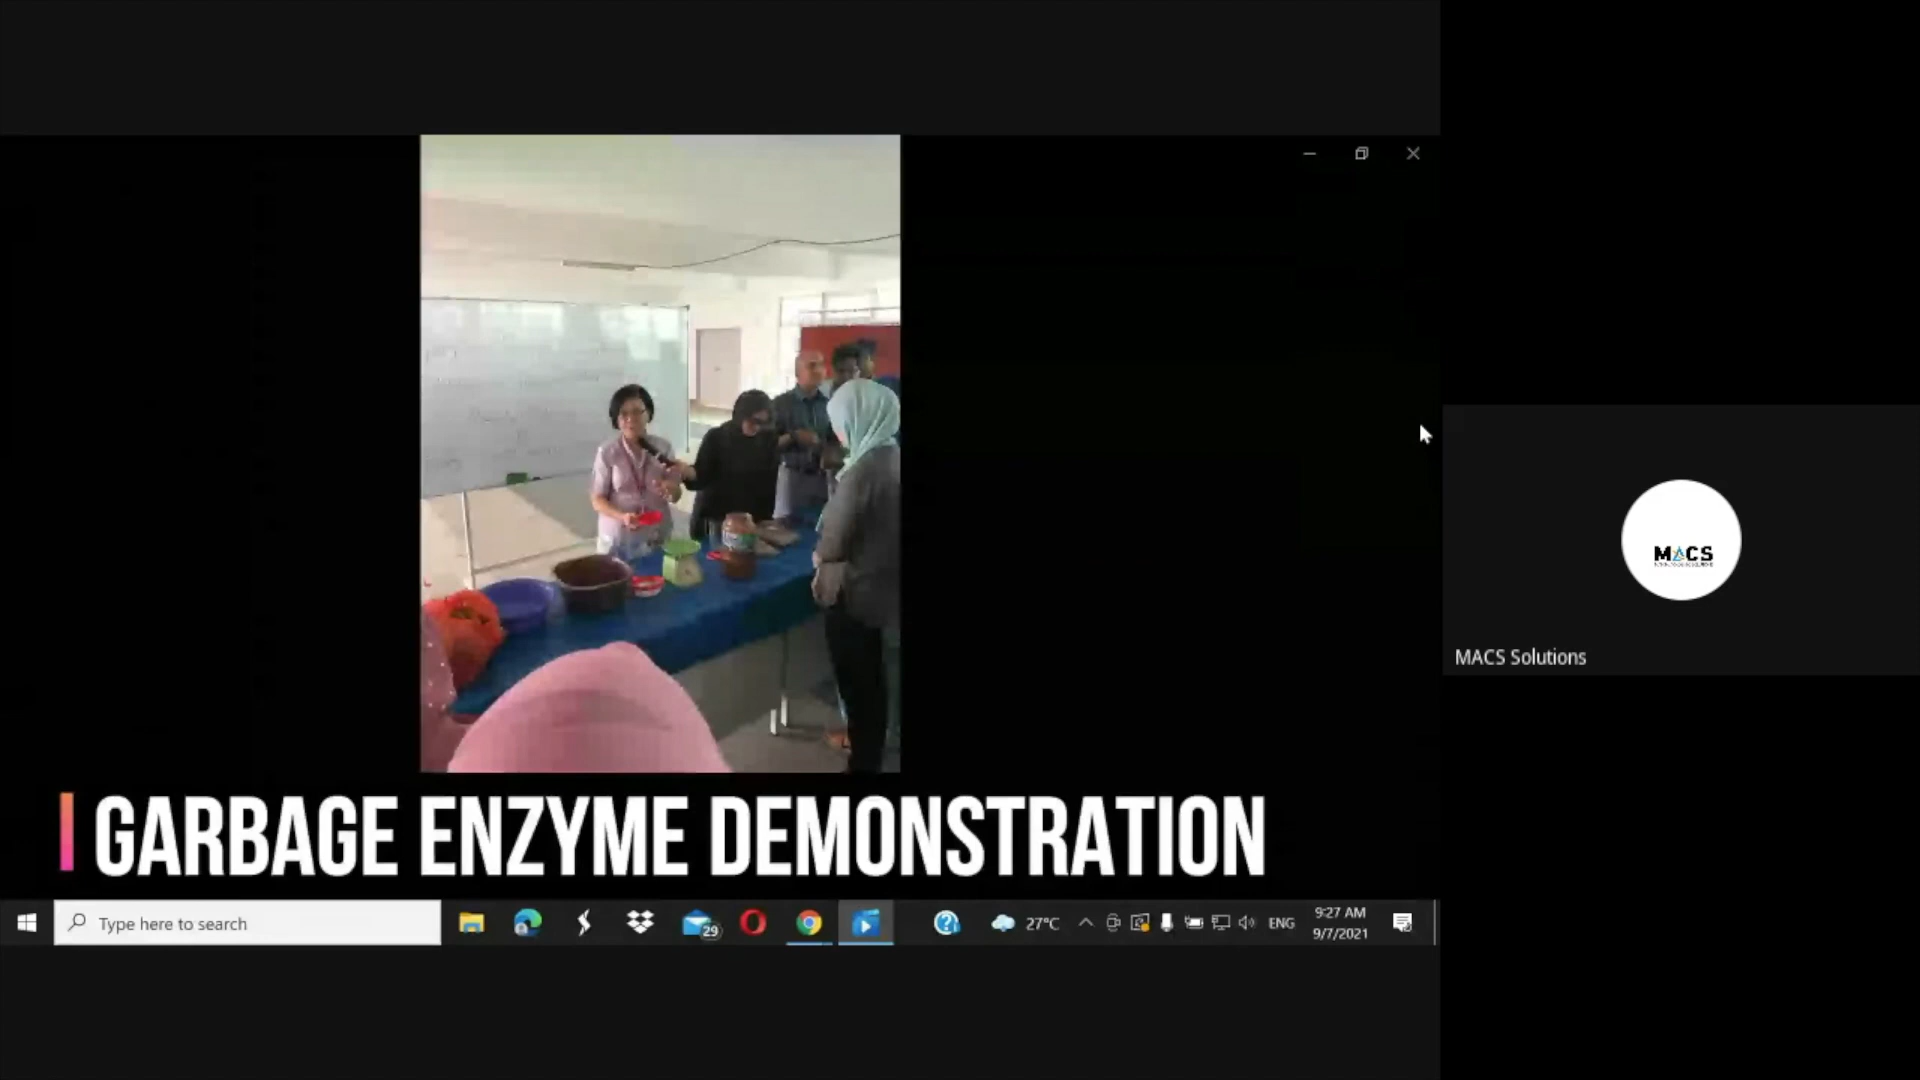 GARBAGE ENZYME DEMONSTRATION
MACS
MACS Solutions
Type here to search
29
27°C
ENG
9:27 AM
9/7/2021